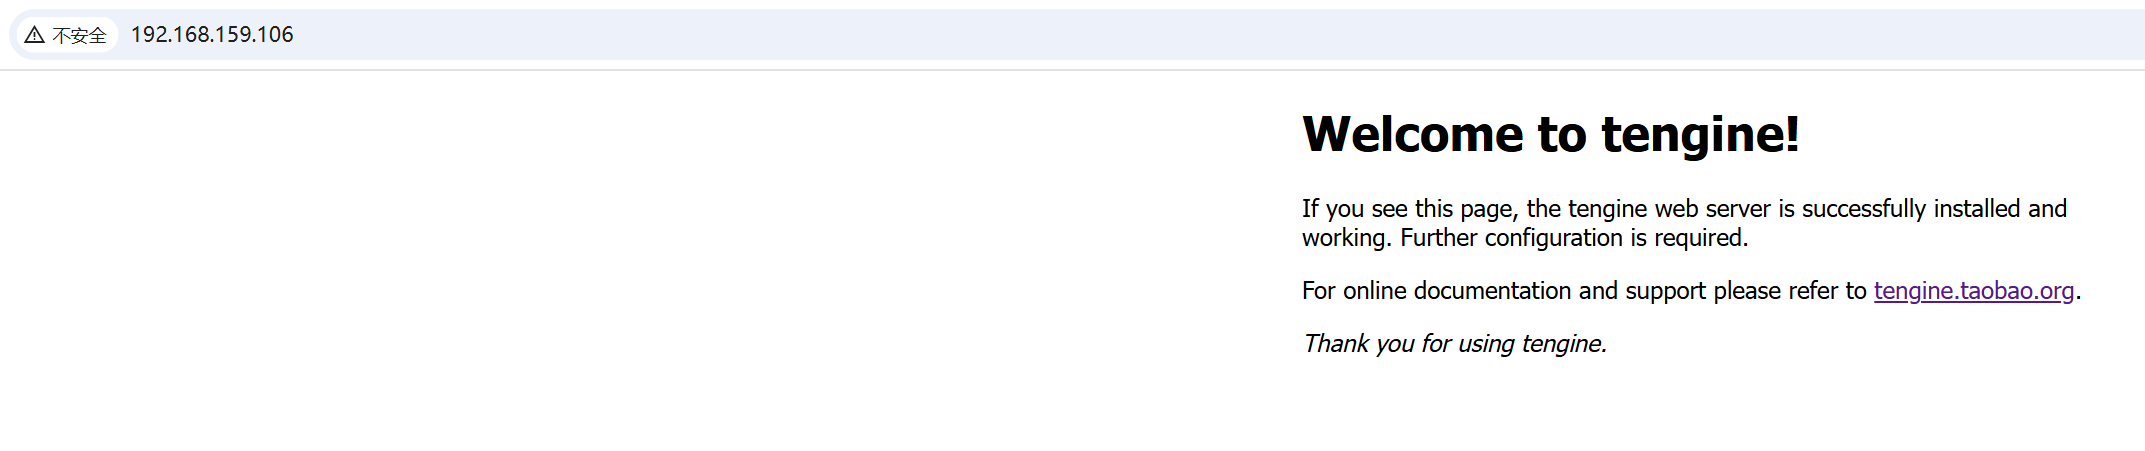 不安全 192.168.159.106
Welcome to tengine!
If you see this page, the tengine web server is successfully installed and
working. Further configuration is required.
For online documentation and support please refer to tengine.taobao.org.
Thank you for using tengine.